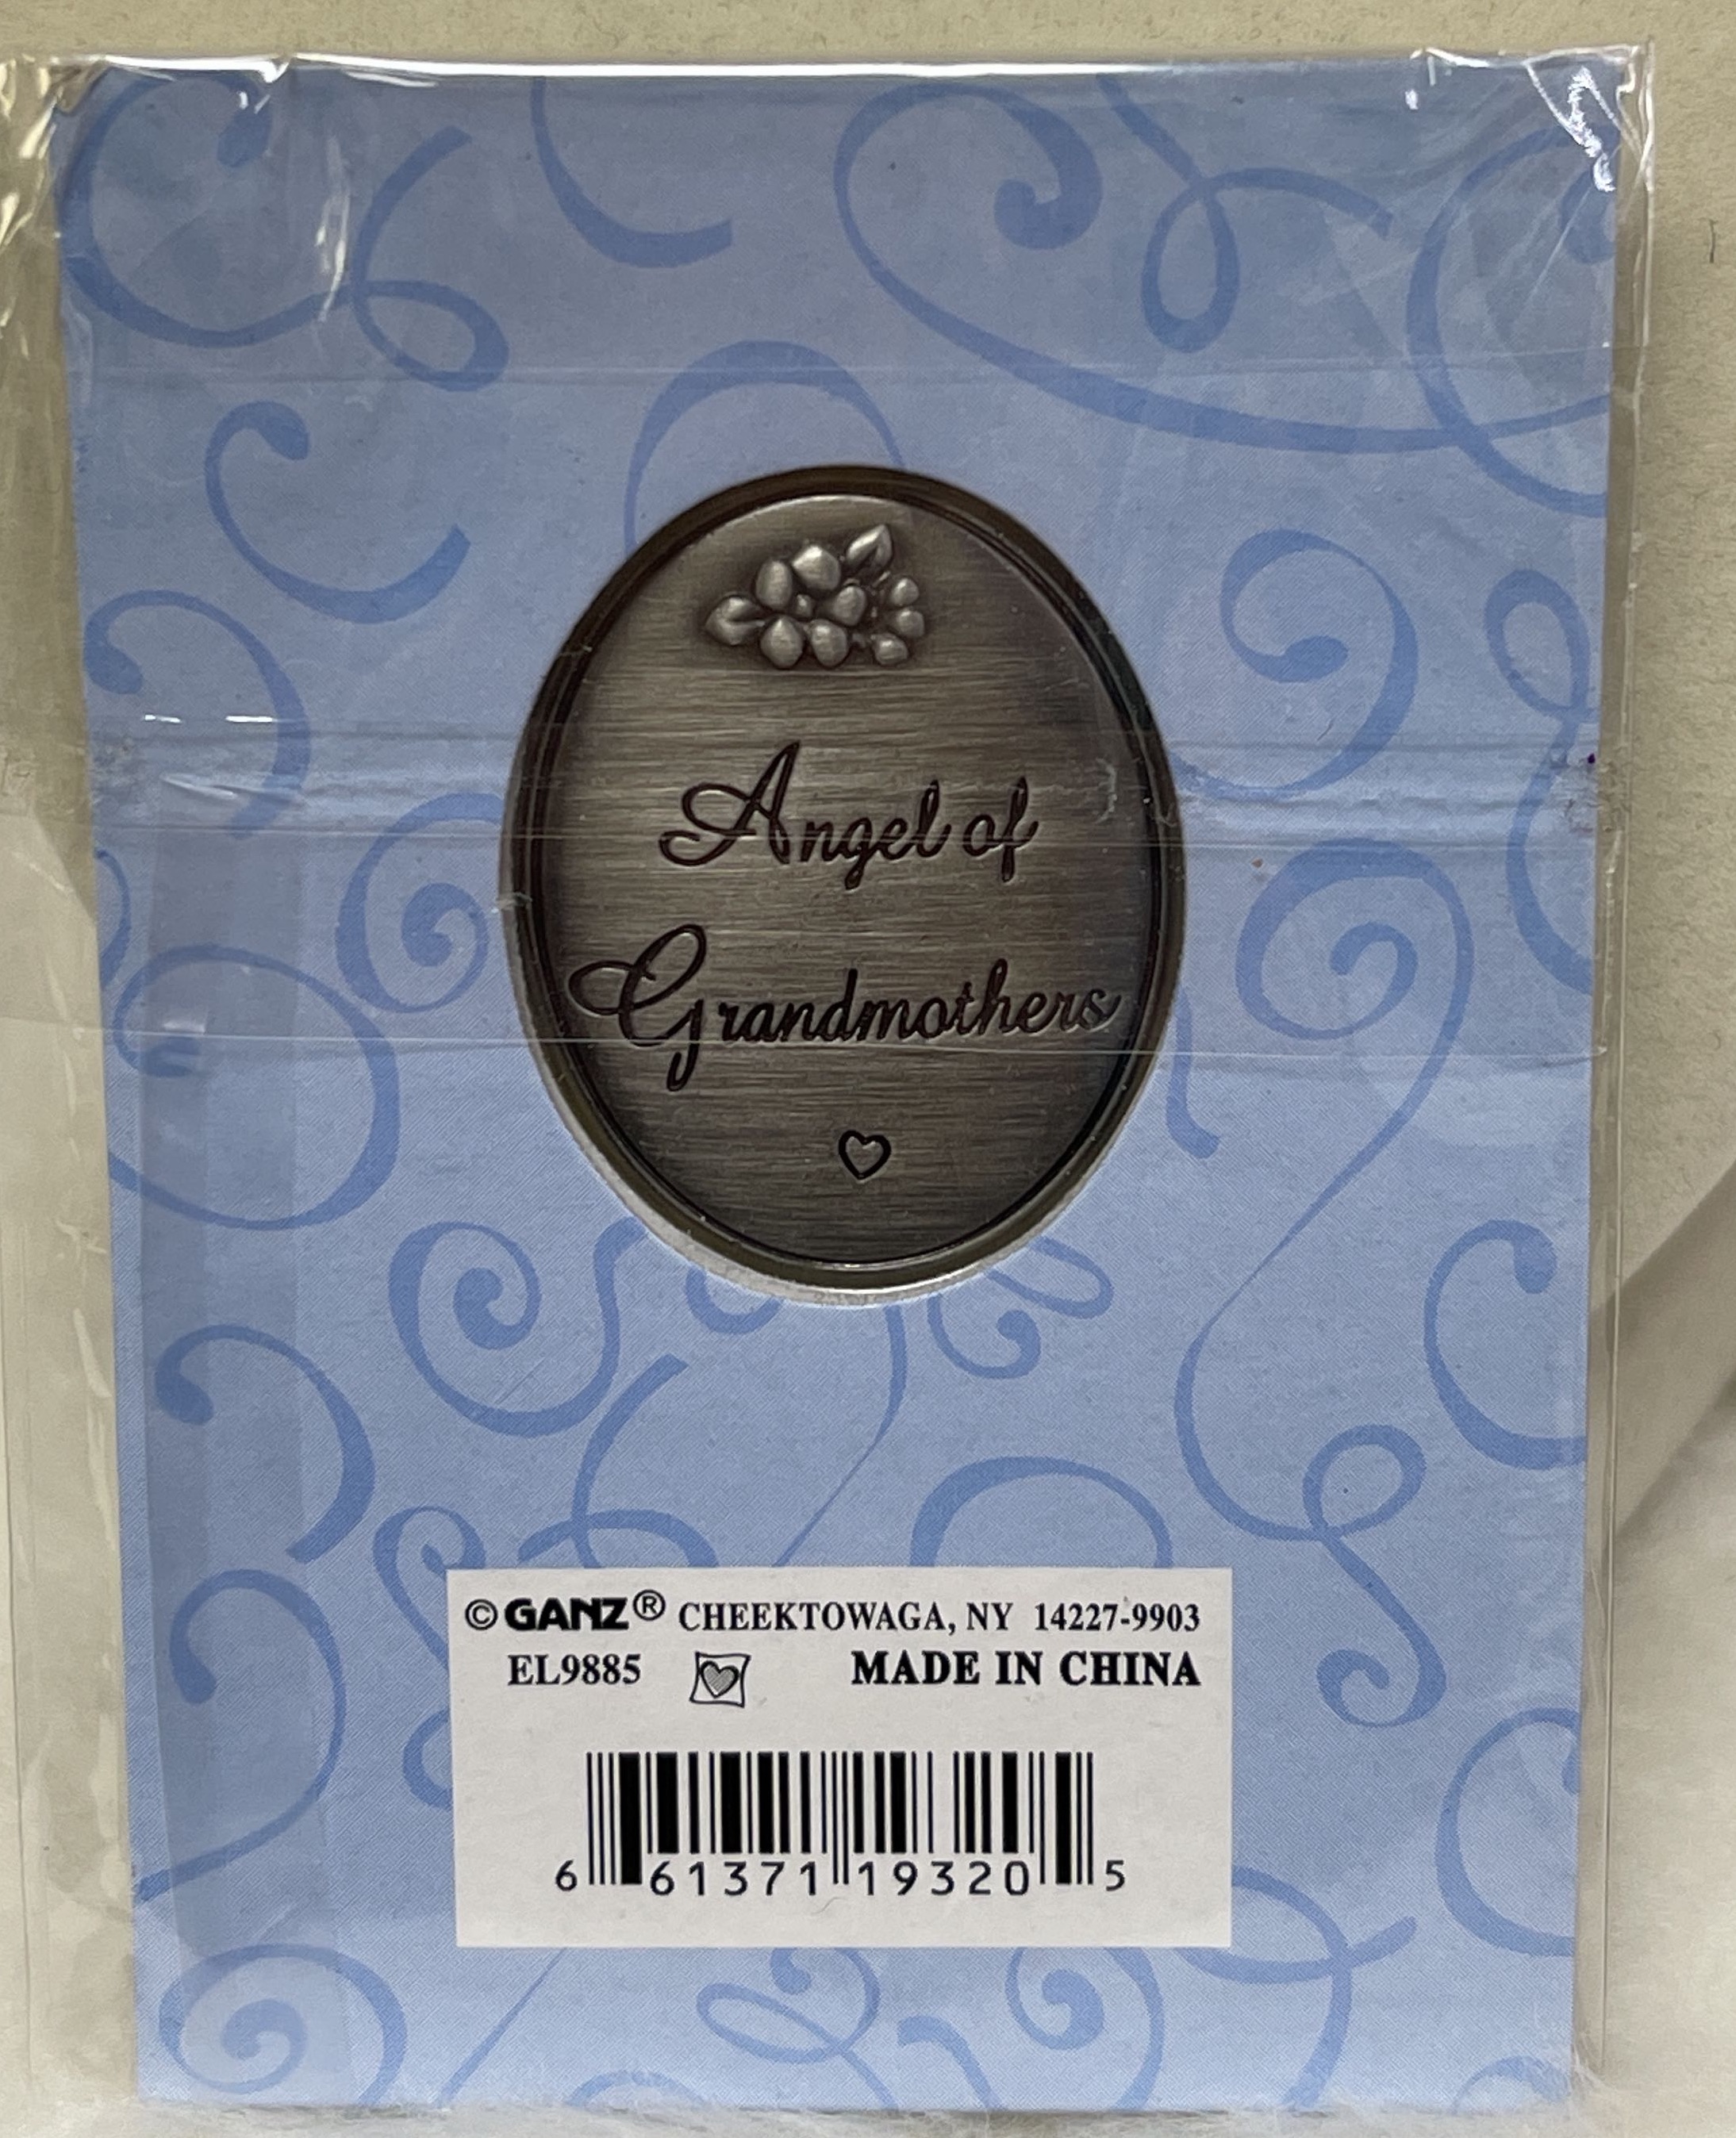 Angel of
Grandmothers
© GANZ® CHEEKTOWAGA, NY 14227-9903
EL9885 MADE IN CHINA
6 61371 19320 5